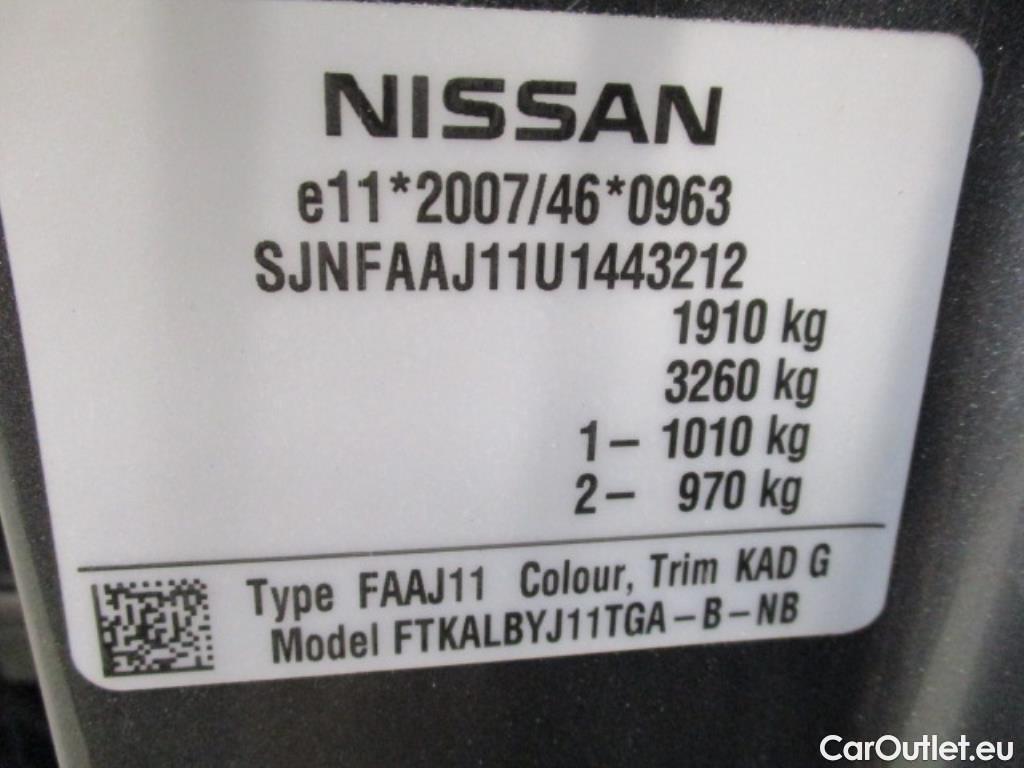 NISSAN
e11*2007/46*0963
SJNFAAJ11U1443212
1910 kg
3260 kg
1– 1010 kg
2– 970 kg
Type FAAJ11 Colour, Trim KAD G
Model FTKALBYJ11TGA–B–NB
CarOutlet.eu